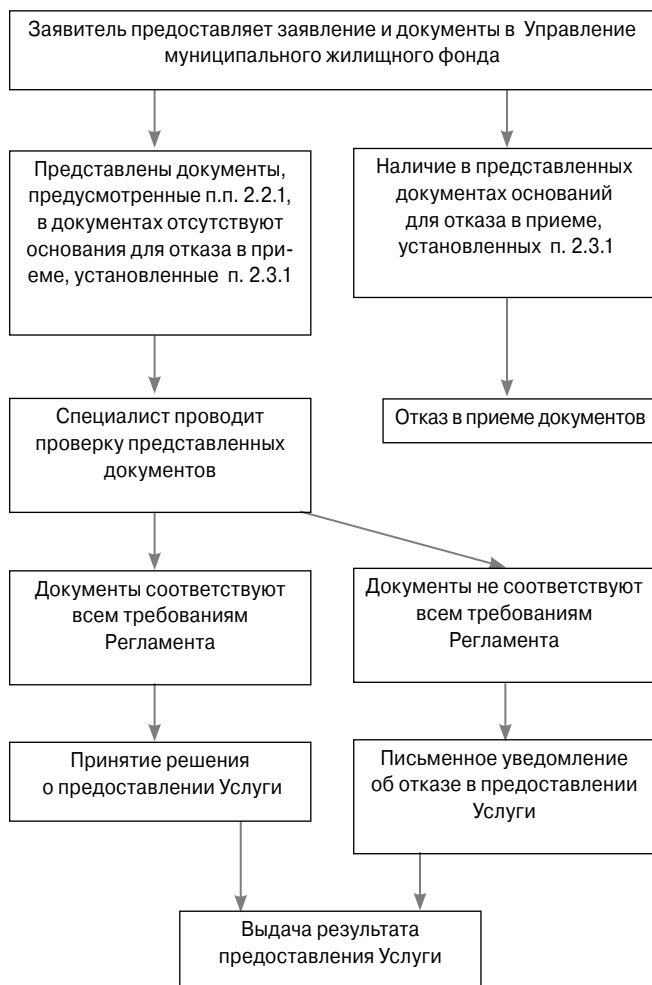 Заявитель предоставляет заявление и документы в Управление
муниципального жилищного фонда
Представлены документы,
предусмотренные п.п. 2.2.1,
в документах отсутствуют
основания для отказа в при-
еме, установленные п. 2.3.1
Наличие в представленных
документах оснований
для отказа в приеме,
установленных п. 2.3.1
Специалист проводит
проверку представленных
документов
Отказ в приеме документов
Документы соответствуют
всем требованиям
Регламента
Документы не соответствуют
всем требованиям
Регламента
Принятие решения
о предоставлении Услуги
Письменное уведомление
об отказе в предоставлении
Услуги
Выдача результата
предоставления Услуги